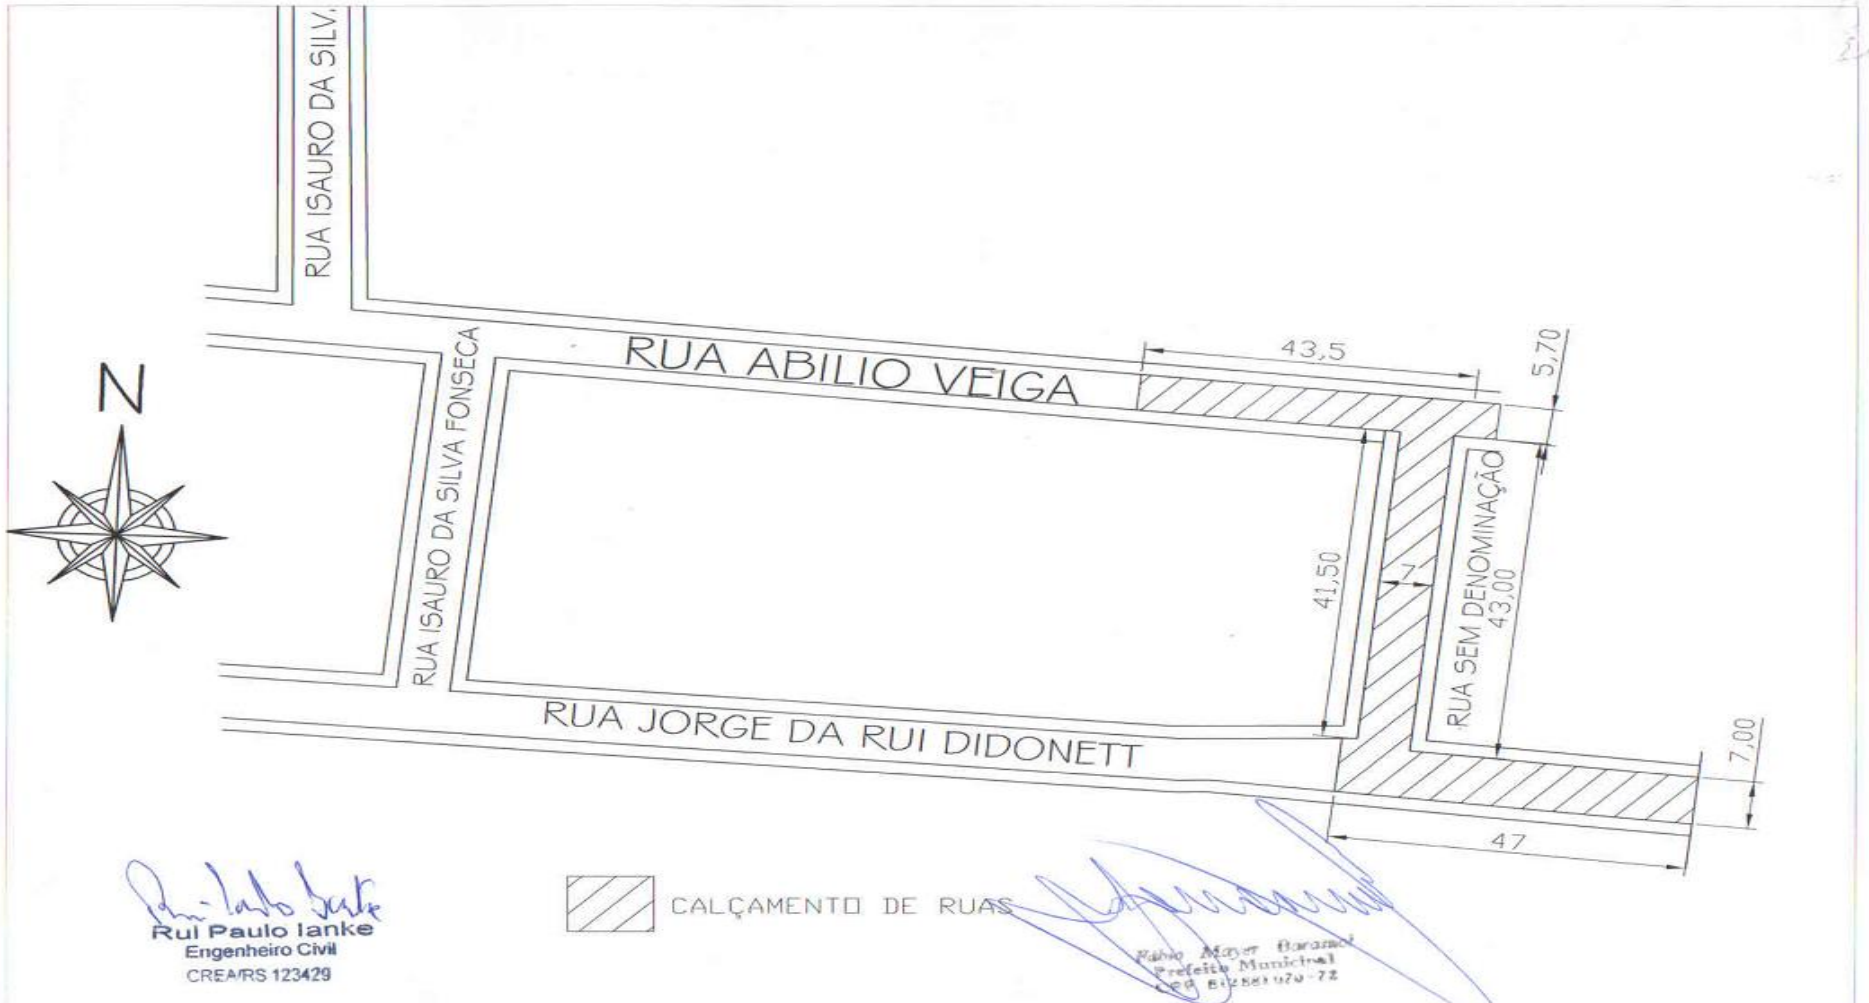 RUA ISAURO DA SILV.
RUA ISAURO DA SILVA FONSECA
RUA ABILIO VEIGA
43,5
5,70
N
41,50
7
RUA SEM DENOMINAÇÃO
43,00
RUA JORGE DA RUI DIDONETT
7,00
47
CALÇAMENTO DE RUAS
Rui Paulo Ianke
Engenheiro Civil
CREA/RS 123429
Fábio Mayer
Prefeito Municipal